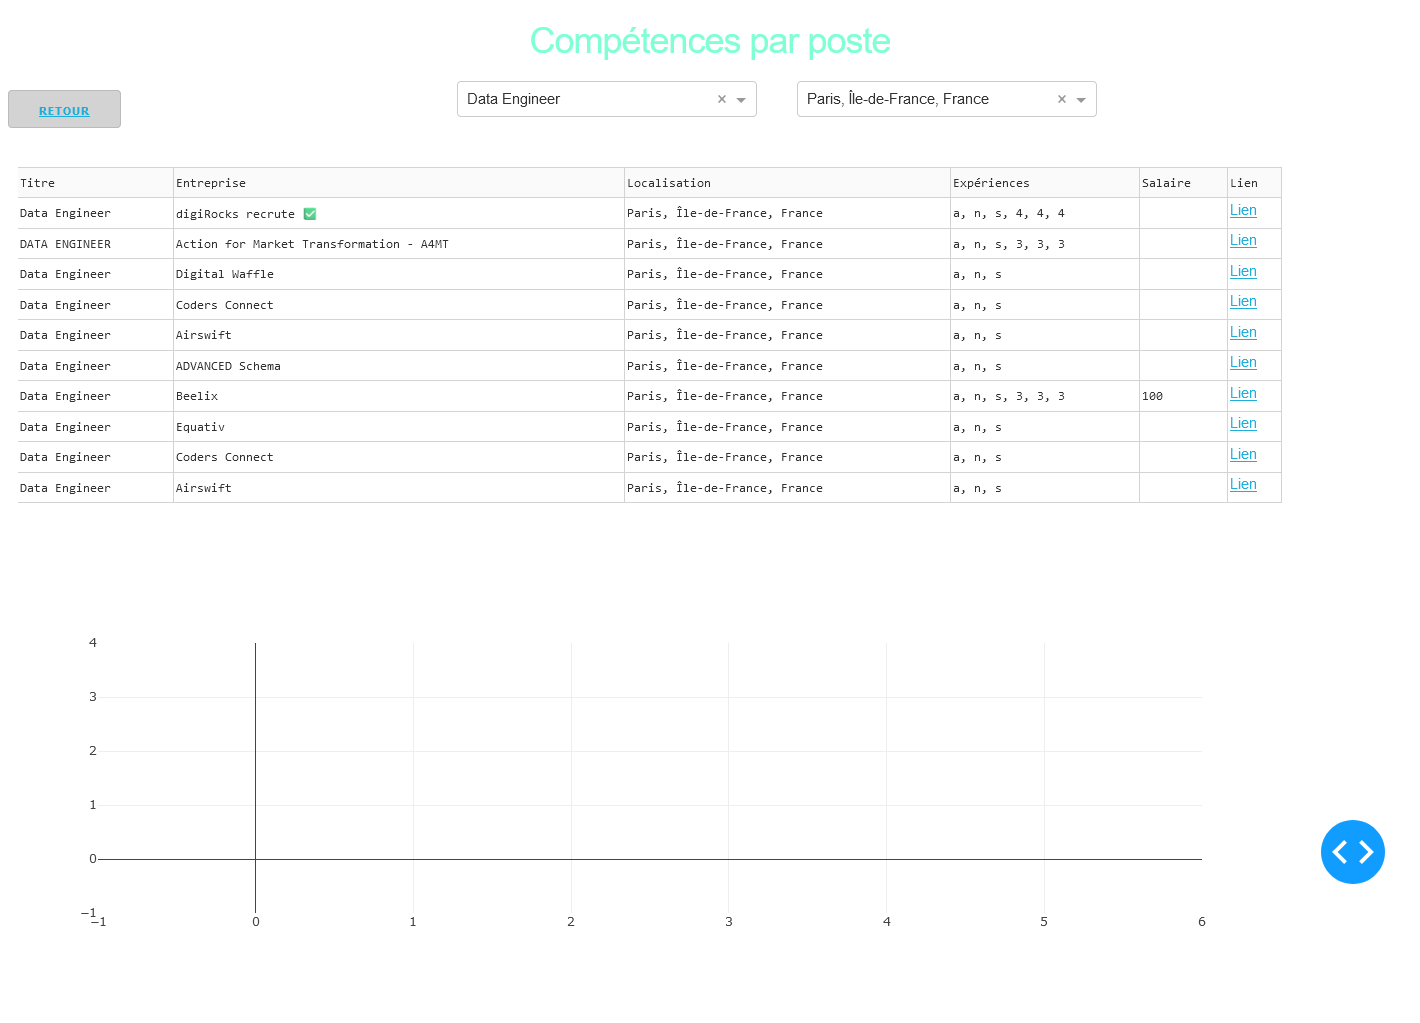 Compétences par poste
Data Engineer × Paris, Île-de-France, France ×
RETOUR
Titre Entreprise Localisation Expériences Salaire Lien
Data Engineer digiRocks recrute ✅ Paris, Île-de-France, France a, n, s, 4, 4, 4 Lien
DATA ENGINEER Action for Market Transformation - A4MT Paris, Île-de-France, France a, n, s, 3, 3, 3 Lien
Data Engineer Digital Waffle Paris, Île-de-France, France a, n, s Lien
Data Engineer Coders Connect Paris, Île-de-France, France a, n, s Lien
Data Engineer Airswift Paris, Île-de-France, France a, n, s Lien
Data Engineer ADVANCED Schema Paris, Île-de-France, France a, n, s Lien
Data Engineer Beelix Paris, Île-de-France, France a, n, s, 3, 3, 3 100 Lien
Data Engineer Equativ Paris, Île-de-France, France a, n, s Lien
Data Engineer Coders Connect Paris, Île-de-France, France a, n, s Lien
Data Engineer Airswift Paris, Île-de-France, France a, n, s Lien
4
3
2
1
0
−1
−1 0 1 2 3 4 5 6